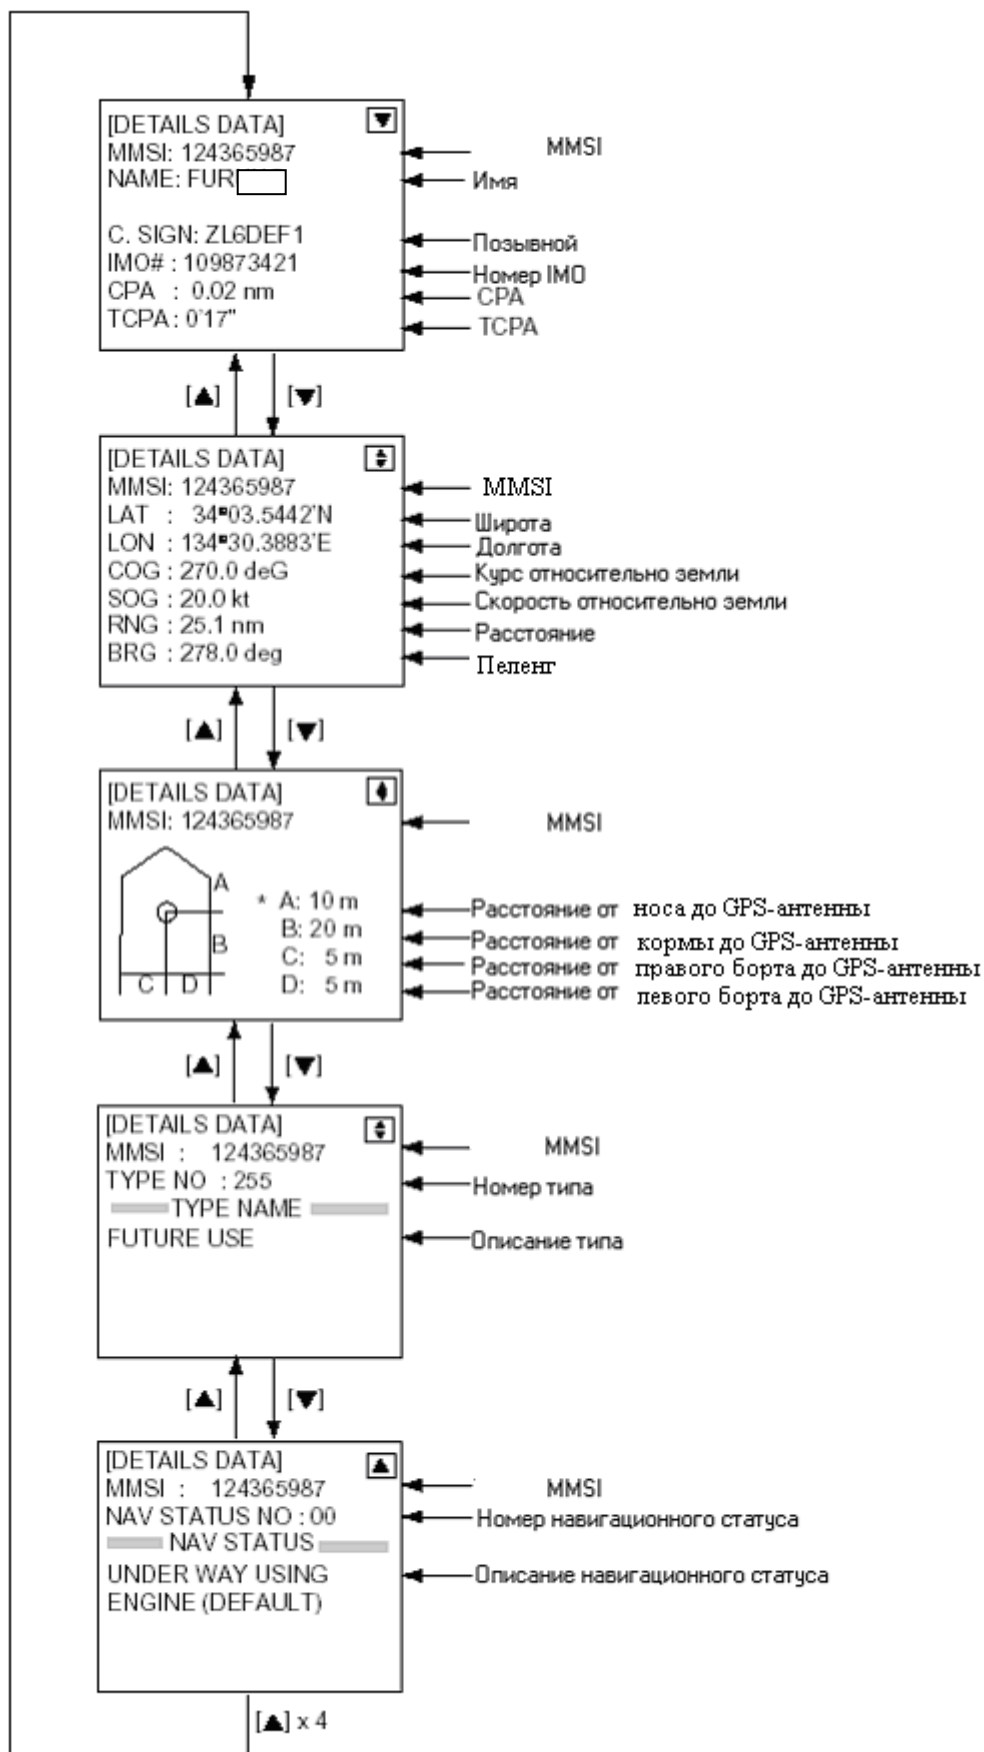 [DETAILS DATA] ▼
MMSI: 124365987
MMSI
NAME: FUR
Имя
C. SIGN: ZL6DEF1
Позывной
IMO# : 109873421
Номер IMO
CPA : 0.02 nm
CPA
TCPA : 0'17"
TCPA
[▲] [▼]
[DETAILS DATA]
MMSI: 124365987
MMSI
LAT : 34°03.5442'N
Широта
LON : 134°30.3883'E
Долгота
COG : 270.0 deG
Курс относительно земли
SOG : 20.0 kt
Скорость относительно земли
RNG : 25.1 nm
Расстояние
BRG : 278.0 deg
Пеленг
[▲] [▼]
[DETAILS DATA]
MMSI: 124365987
MMSI
A
B
C D
* A: 10 m
Расстояние от носа до GPS-антенны
B: 20 m
Расстояние от кормы до GPS-антенны
C: 5 m
Расстояние от правого борта до GPS-антенны
D: 5 m
Расстояние от левого борта до GPS-антенны
[▲] [▼]
[DETAILS DATA]
MMSI : 124365987
MMSI
TYPE NO : 255
Номер типа
TYPE NAME
FUTURE USE
Описание типа
[▲] [▼]
[DETAILS DATA] ▲
MMSI : 124365987
MMSI
NAV STATUS NO : 00
Номер навигационного статуса
NAV STATUS
UNDER WAY USING
Описание навигационного статуса
ENGINE (DEFAULT)
[▲] x 4